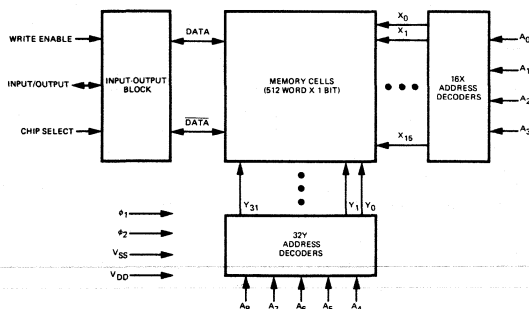 WRITE ENABLE
INPUT/OUTPUT
CHIP SELECT
INPUT-OUTPUT
BLOCK
DATA
DATA
MEMORY CELLS
(512 WORD X 1 BIT)
X0
X1
X15
16X
ADDRESS
DECODERS
A0
A1
A2
A3
Y31
Y1
Y0
ϕ1
ϕ2
VSS
VDD
32Y
ADDRESS
DECODERS
A8
A7
A6
A5
A4